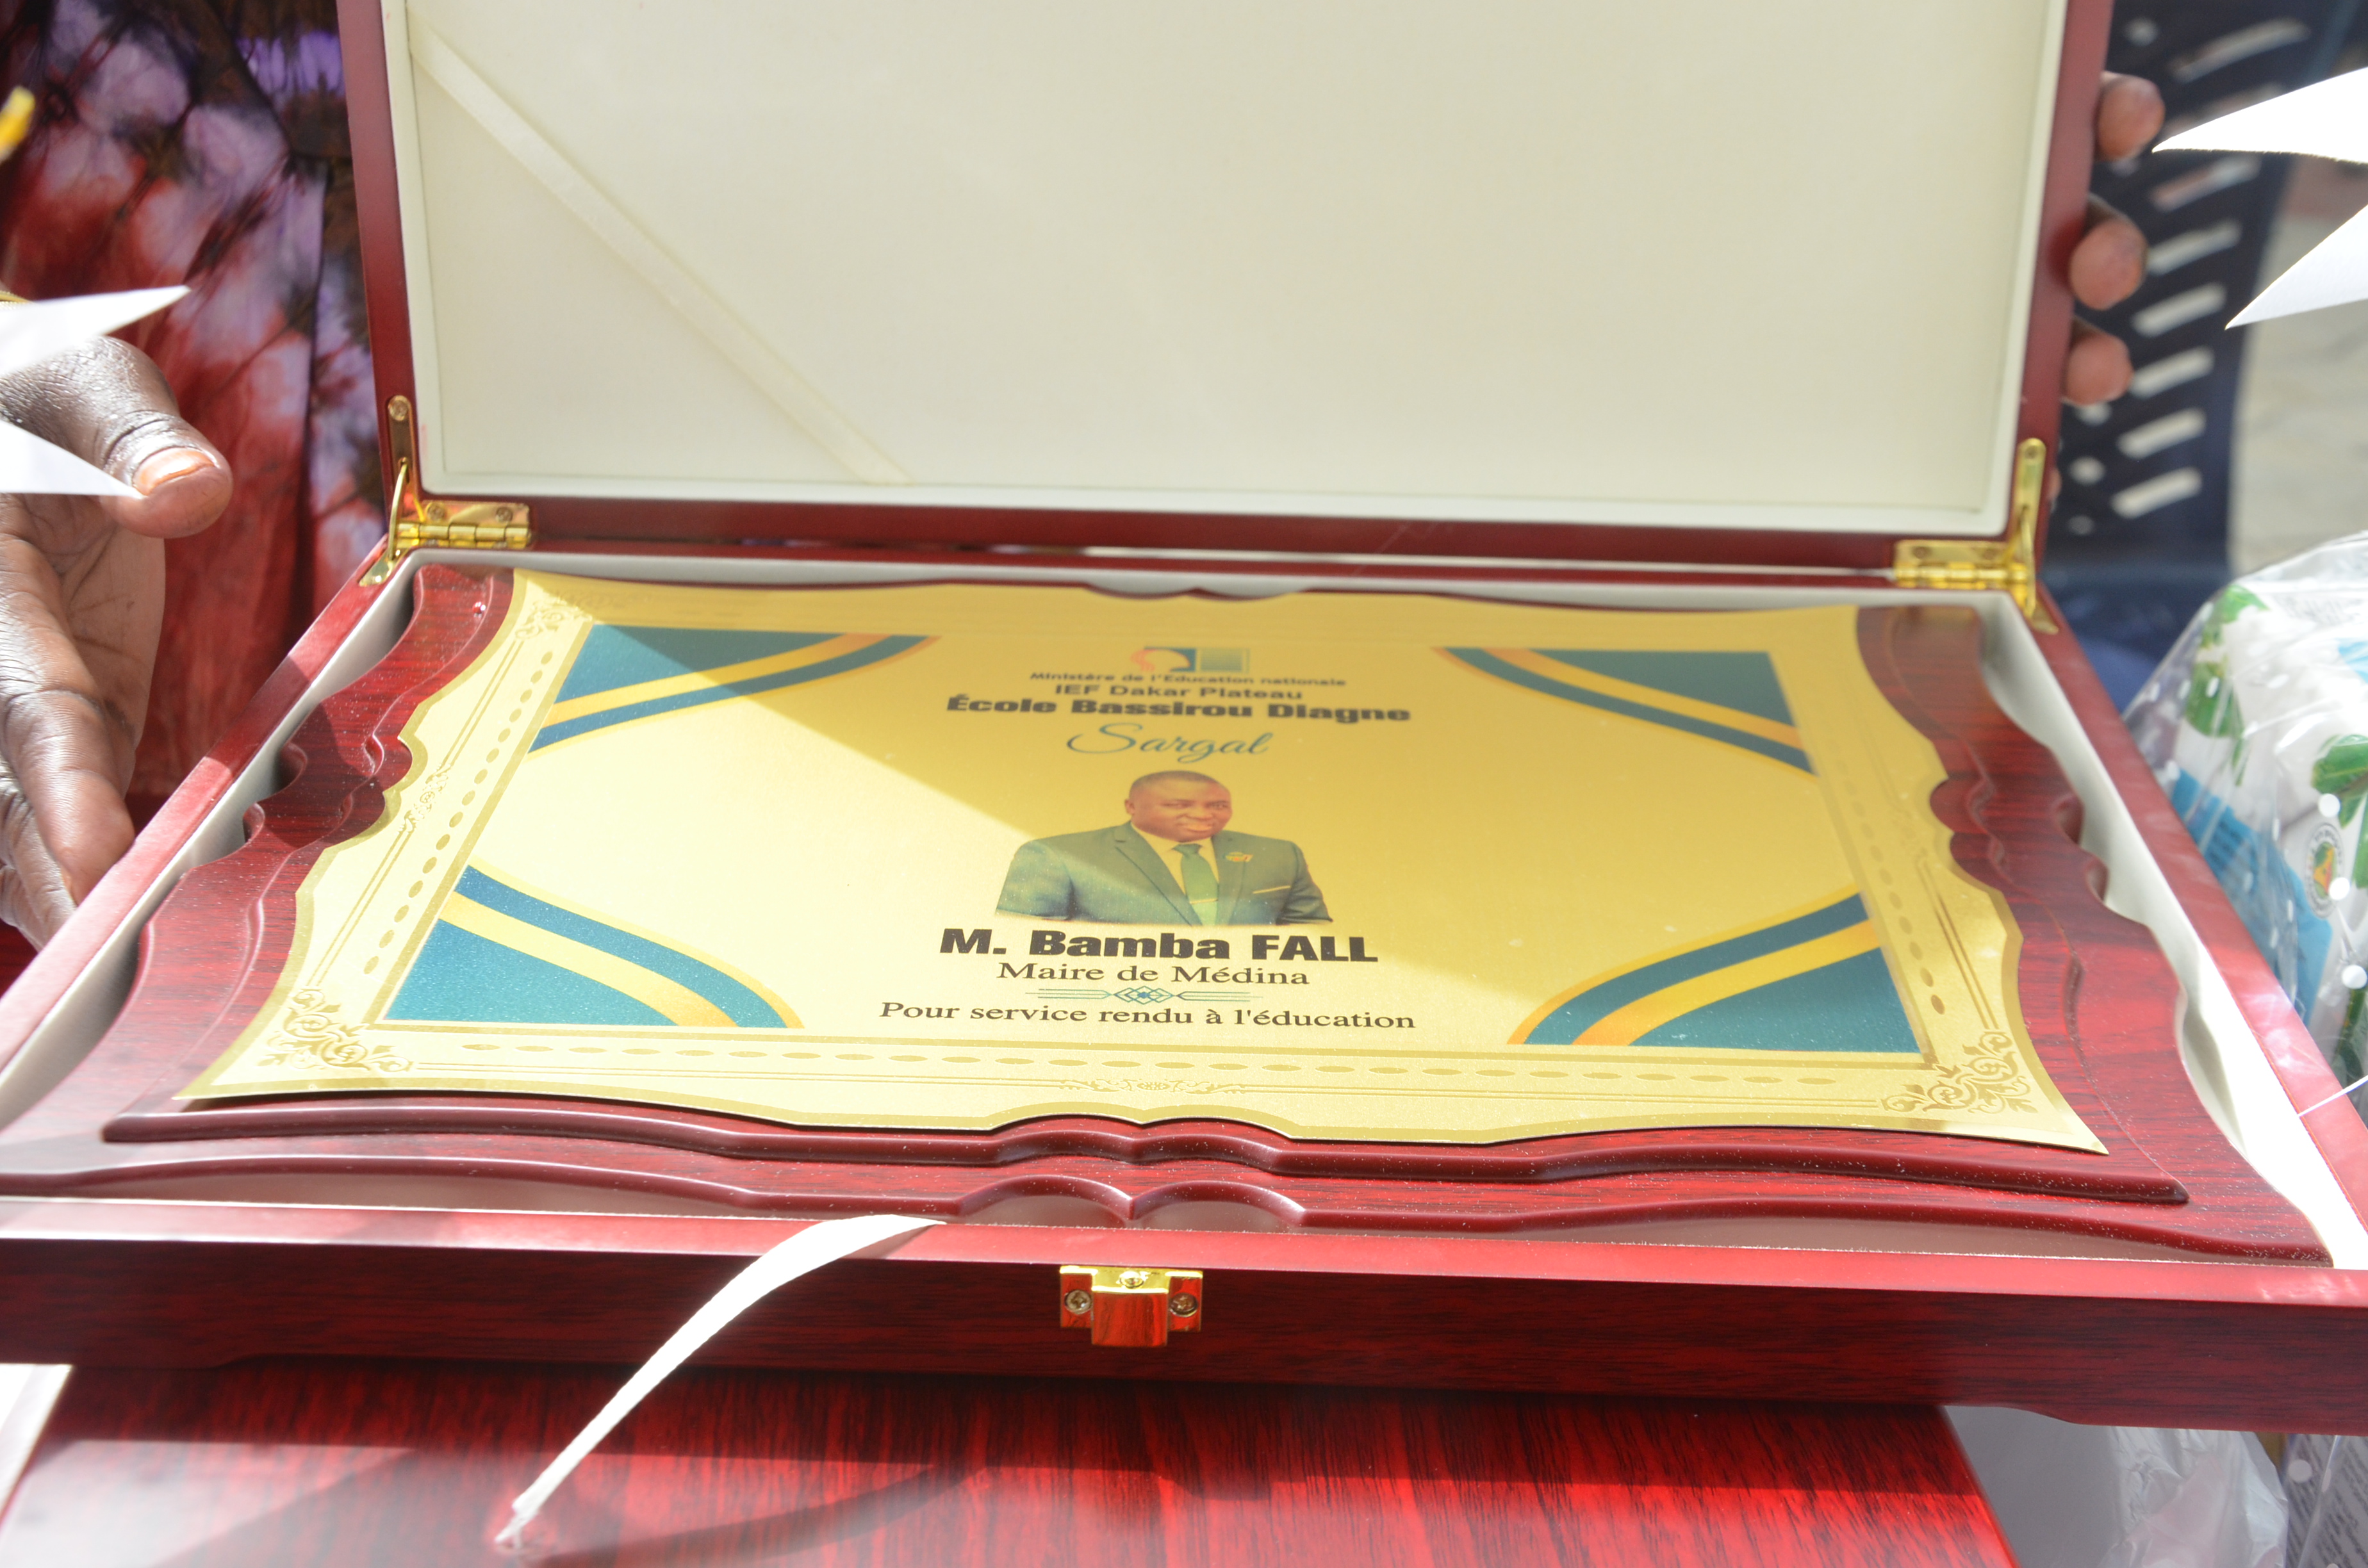 Ministère de l'Éducation nationale
IEF Dakar Plateau
École Bassirou Diagne
Sargal
M. Bamba FALL
Maire de Médina
Pour service rendu à l'éducation